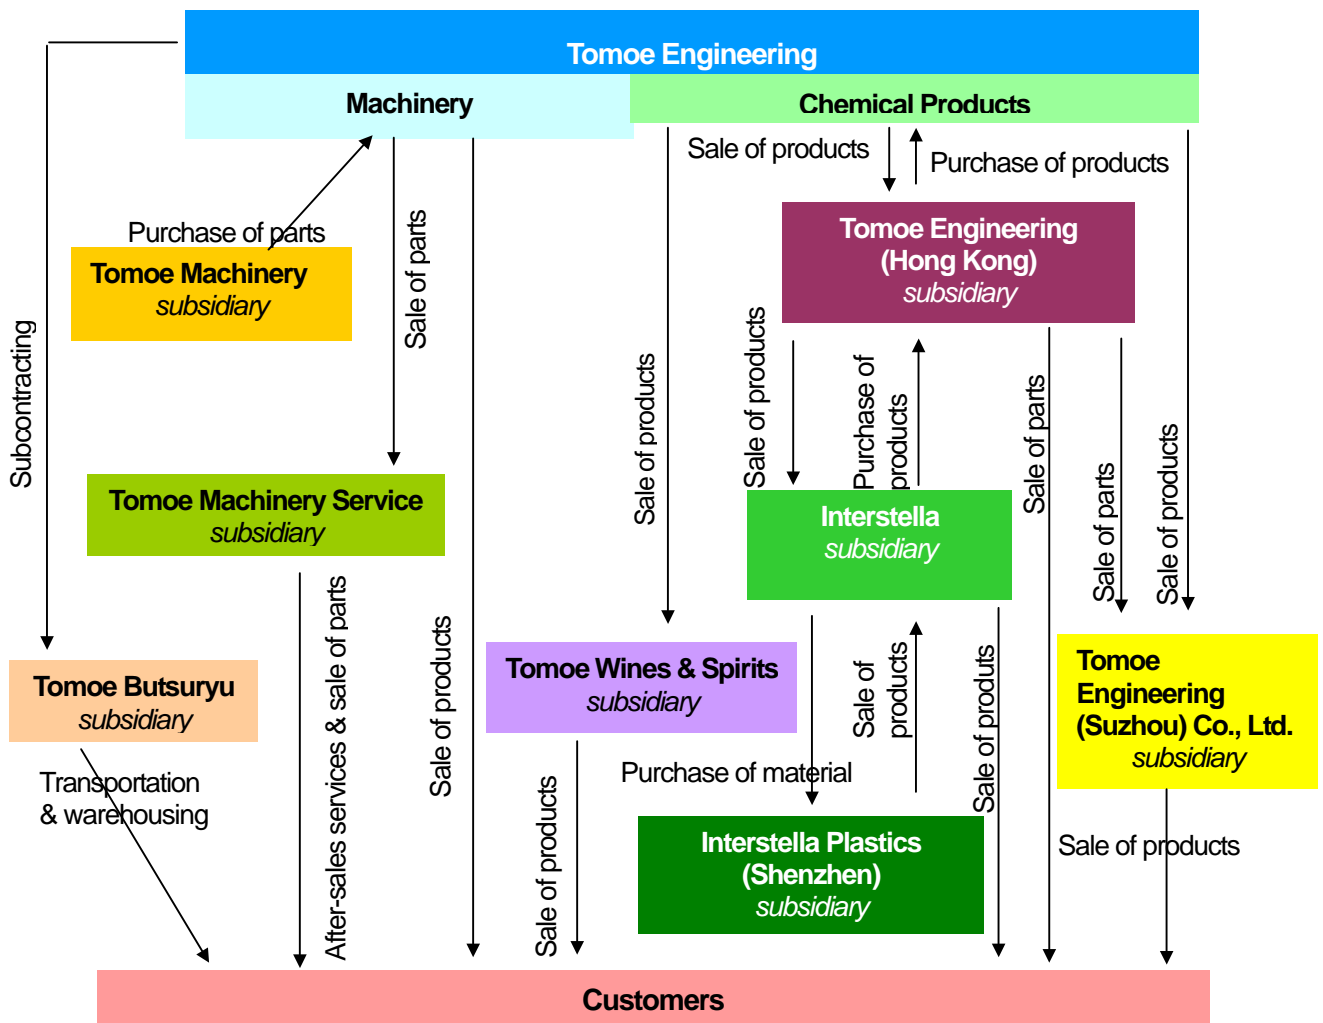 Tomoe Engineering
Machinery
Chemical Products
Sale of products
Purchase of products
Purchase of parts
Tomoe Machinery
subsidiary
Subcontracting
Sale of parts
Tomoe Engineering
(Hong Kong)
subsidiary
Sale of products
Sale of products
Purchase of
products
Sale of parts
Sale of parts
Sale of products
Tomoe Machinery Service
subsidiary
Interstella
subsidiary
Tomoe Butsuryu
subsidiary
After-sales services & sale of parts
Sale of products
Tomoe Wines & Spirits
subsidiary
Sale of
products
Sale of produts
Tomoe
Engineering
(Suzhou) Co., Ltd.
subsidiary
Transportation
& warehousing
Sale of products
Purchase of material
Interstella Plastics
(Shenzhen)
subsidiary
Sale of products
Customers